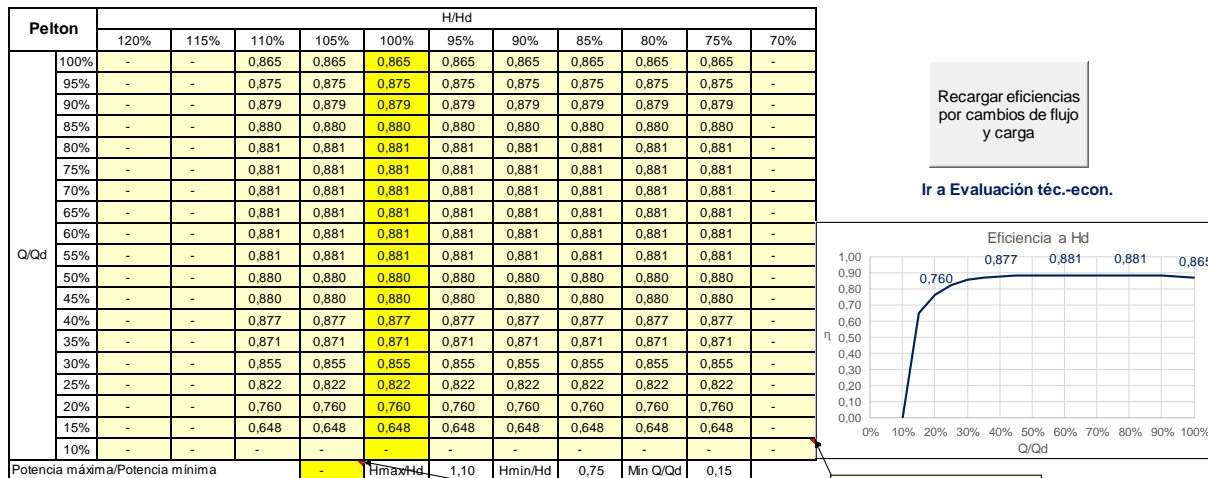 Pelton
H/Hd
120% 115% 110% 105% 100% 95% 90% 85% 80% 75% 70%
Q/Qd
100% - - 0,865 0,865 0,865 0,865 0,865 0,865 0,865 0,865 -
95% - - 0,875 0,875 0,875 0,875 0,875 0,875 0,875 0,875 -
90% - - 0,879 0,879 0,879 0,879 0,879 0,879 0,879 0,879 -
85% - - 0,880 0,880 0,880 0,880 0,880 0,880 0,880 0,880 -
80% - - 0,881 0,881 0,881 0,881 0,881 0,881 0,881 0,881 -
75% - - 0,881 0,881 0,881 0,881 0,881 0,881 0,881 0,881 -
70% - - 0,881 0,881 0,881 0,881 0,881 0,881 0,881 0,881 -
65% - - 0,881 0,881 0,881 0,881 0,881 0,881 0,881 0,881 -
60% - - 0,881 0,881 0,881 0,881 0,881 0,881 0,881 0,881 -
55% - - 0,881 0,881 0,881 0,881 0,881 0,881 0,881 0,881 -
50% - - 0,880 0,880 0,880 0,880 0,880 0,880 0,880 0,880 -
45% - - 0,880 0,880 0,880 0,880 0,880 0,880 0,880 0,880 -
40% - - 0,877 0,877 0,877 0,877 0,877 0,877 0,877 0,877 -
35% - - 0,871 0,871 0,871 0,871 0,871 0,871 0,871 0,871 -
30% - - 0,855 0,855 0,855 0,855 0,855 0,855 0,855 0,855 -
25% - - 0,822 0,822 0,822 0,822 0,822 0,822 0,822 0,822 -
20% - - 0,760 0,760 0,760 0,760 0,760 0,760 0,760 0,760 -
15% - - 0,648 0,648 0,648 0,648 0,648 0,648 0,648 0,648 -
10% - - - - - - - - - - -
Potencia máxima/Potencia mínima - Hmax/Hd 1,10 Hmin/Hd 0,75 Min Q/Qd 0,15
Recargar eficiencias
por cambios de flujo
y carga
Ir a Evaluación téc.-econ.
Eficiencia a Hd
0,760 0,877 0,881 0,881 0,865
η
1,00
0,90
0,80
0,70
0,60
0,50
0,40
0,30
0,20
0,10
0,00
0% 10% 20% 30% 40% 50% 60% 70% 80% 90% 100%
Q/Qd